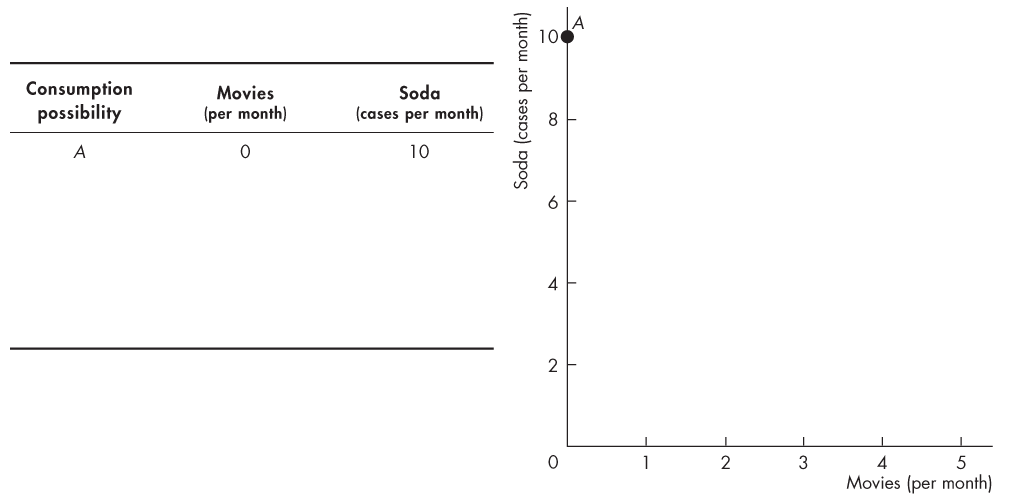 Consumption possibility
Movies (per month)
Soda (cases per month)
A 0 10
Soda (cases per month)
A
10
8
6
4
2
0 1 2 3 4 5
Movies (per month)